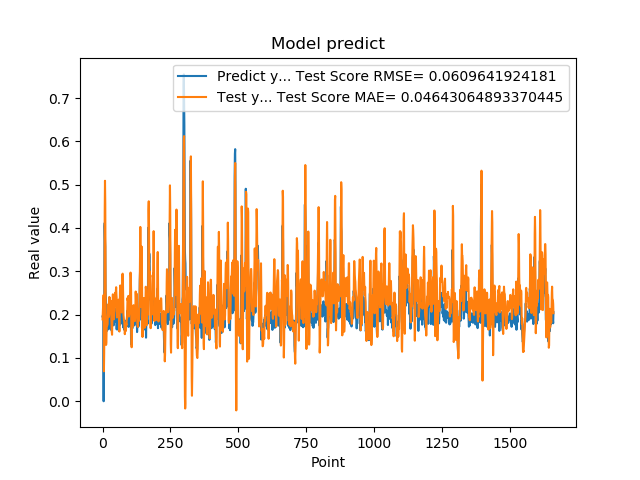 Model predict
Predict y... Test Score RMSE= 0.0609641924181
Test y... Test Score MAE= 0.04643064893370445
Real value
0.7
0.6
0.5
0.4
0.3
0.2
0.1
0.0
0 250 500 750 1000 1250 1500
Point